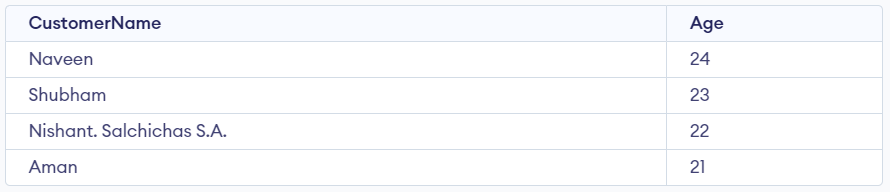 CustomerName Age
Naveen 24
Shubham 23
Nishant. Salchichas S.A. 22
Aman 21